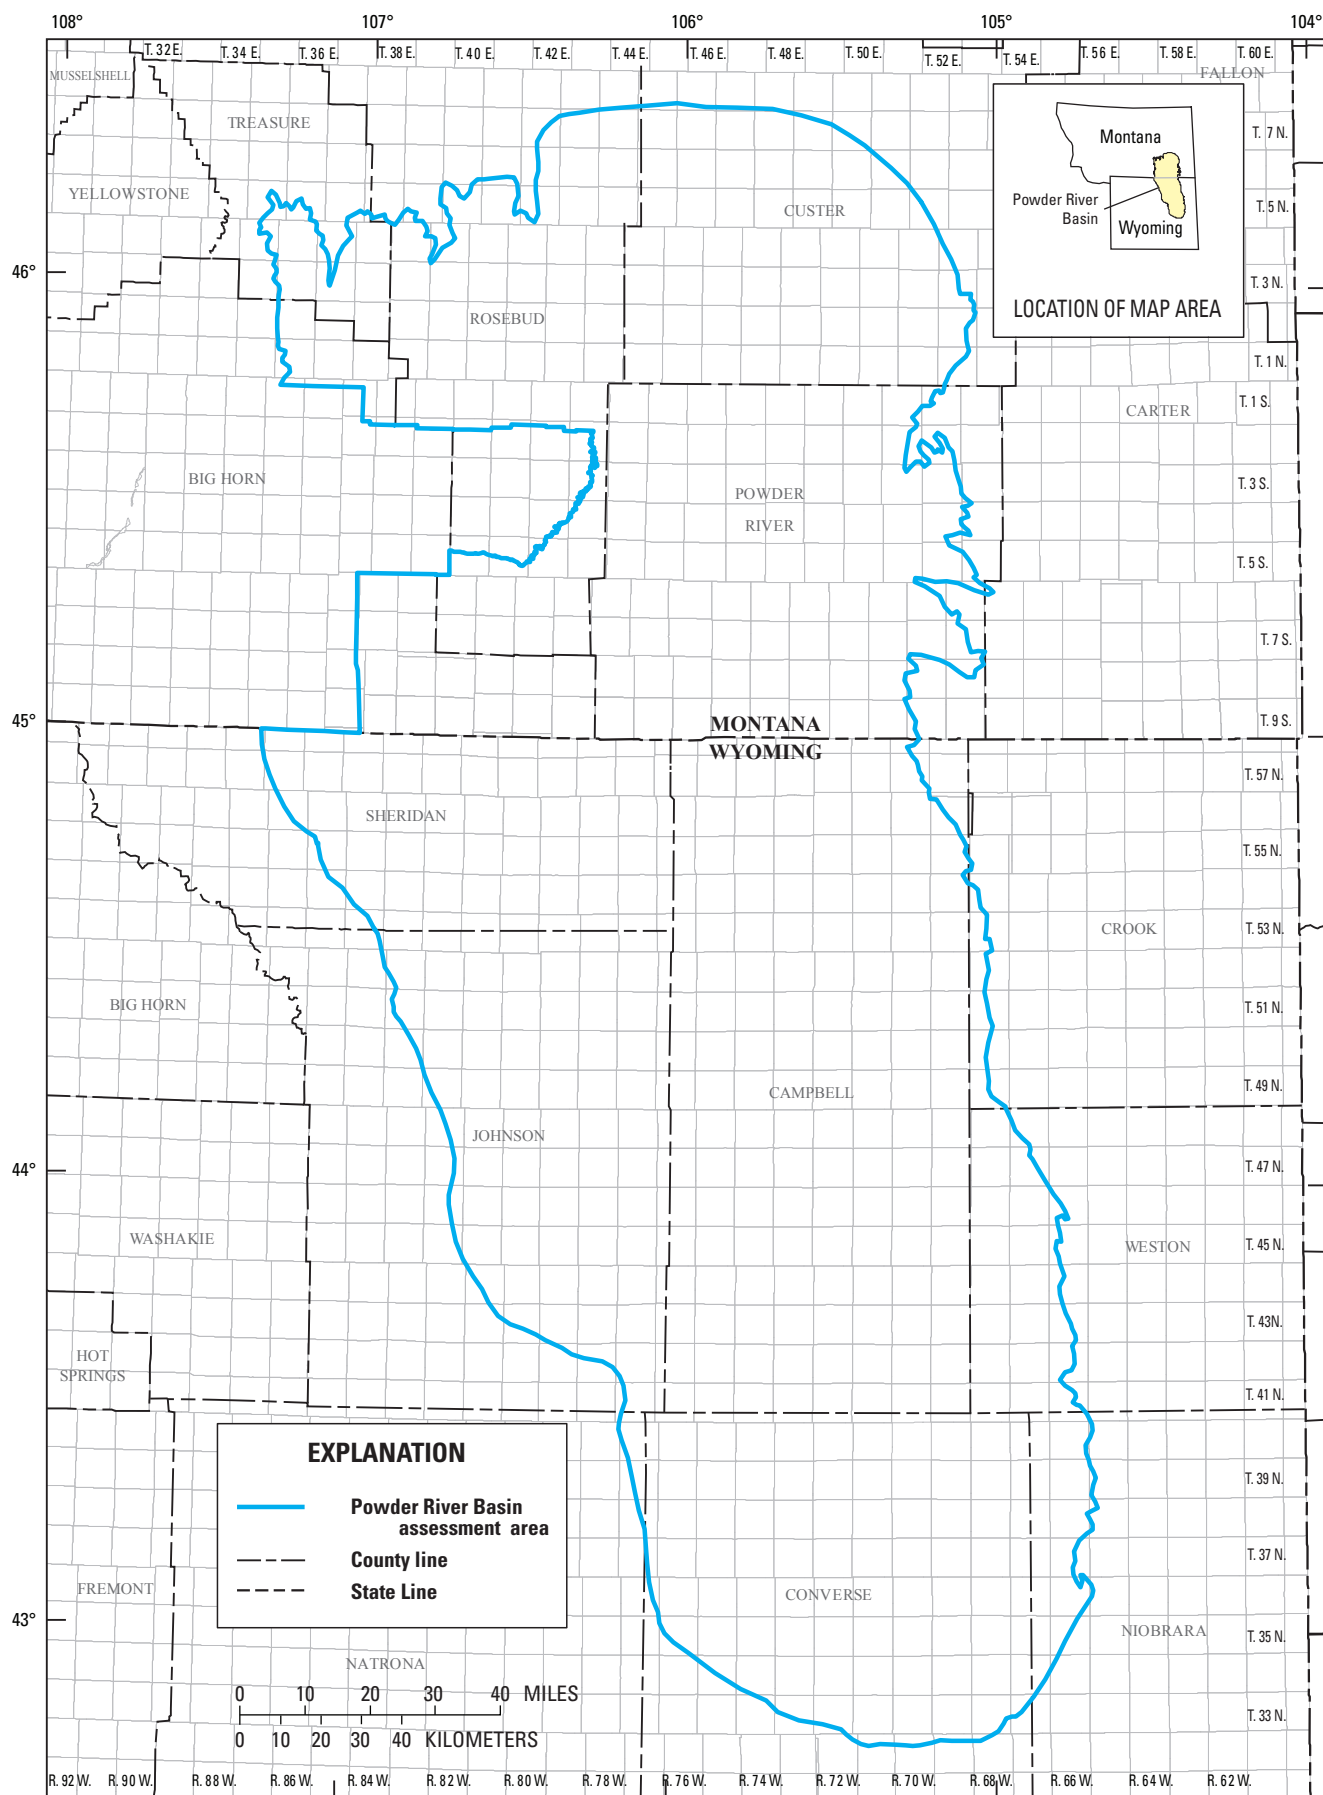 108°
107°
106°
105°
104°
T. 32 E.
T. 34 E.
T. 36 E.
T. 38 E.
T. 40 E.
T. 42 E.
T. 44 E.
T. 46 E.
T. 48 E.
T. 50 E.
T. 52 E.
T. 54 E.
T. 56 E.
T. 58 E.
T. 60 E.
MUSSELSHELL
FALLON
TREASURE
T. 7 N.
Montana
YELLOWSTONE
Powder River
Basin
CUSTER
T. 5 N.
Wyoming
46°
T. 3 N.
LOCATION OF MAP AREA
ROSEBUD
T. 1 N.
T. 1 S.
CARTER
BIG HORN
T. 3 S.
POWDER
RIVER
T. 5 S.
T. 7 S.
45°
T. 9 S.
MONTANA
WYOMING
T. 57 N.
SHERIDAN
T. 55 N.
CROOK
T. 53 N.
BIG HORN
T. 51 N.
T. 49 N.
CAMPBELL
JOHNSON
44°
T. 47 N.
WASHAKIE
WESTON
T. 45 N.
T. 43N.
HOT
SPRINGS
T. 41 N.
EXPLANATION
T. 39 N.
Powder River Basin
assessment area
County line
T. 37 N.
State Line
FREMONT
CONVERSE
43°
NIOBRARA
T. 35 N.
NATRONA
0 10 20 30 40 MILES
T. 33 N.
0 10 20 30 40 KILOMETERS
R. 92 W.
R. 90 W.
R. 88 W.
R. 86 W.
R. 84 W.
R. 82 W.
R. 80 W.
R. 78 W.
R. 76 W.
R. 74 W.
R. 72 W.
R. 70 W.
R. 68 W.
R. 66 W.
R. 64 W.
R. 62 W.